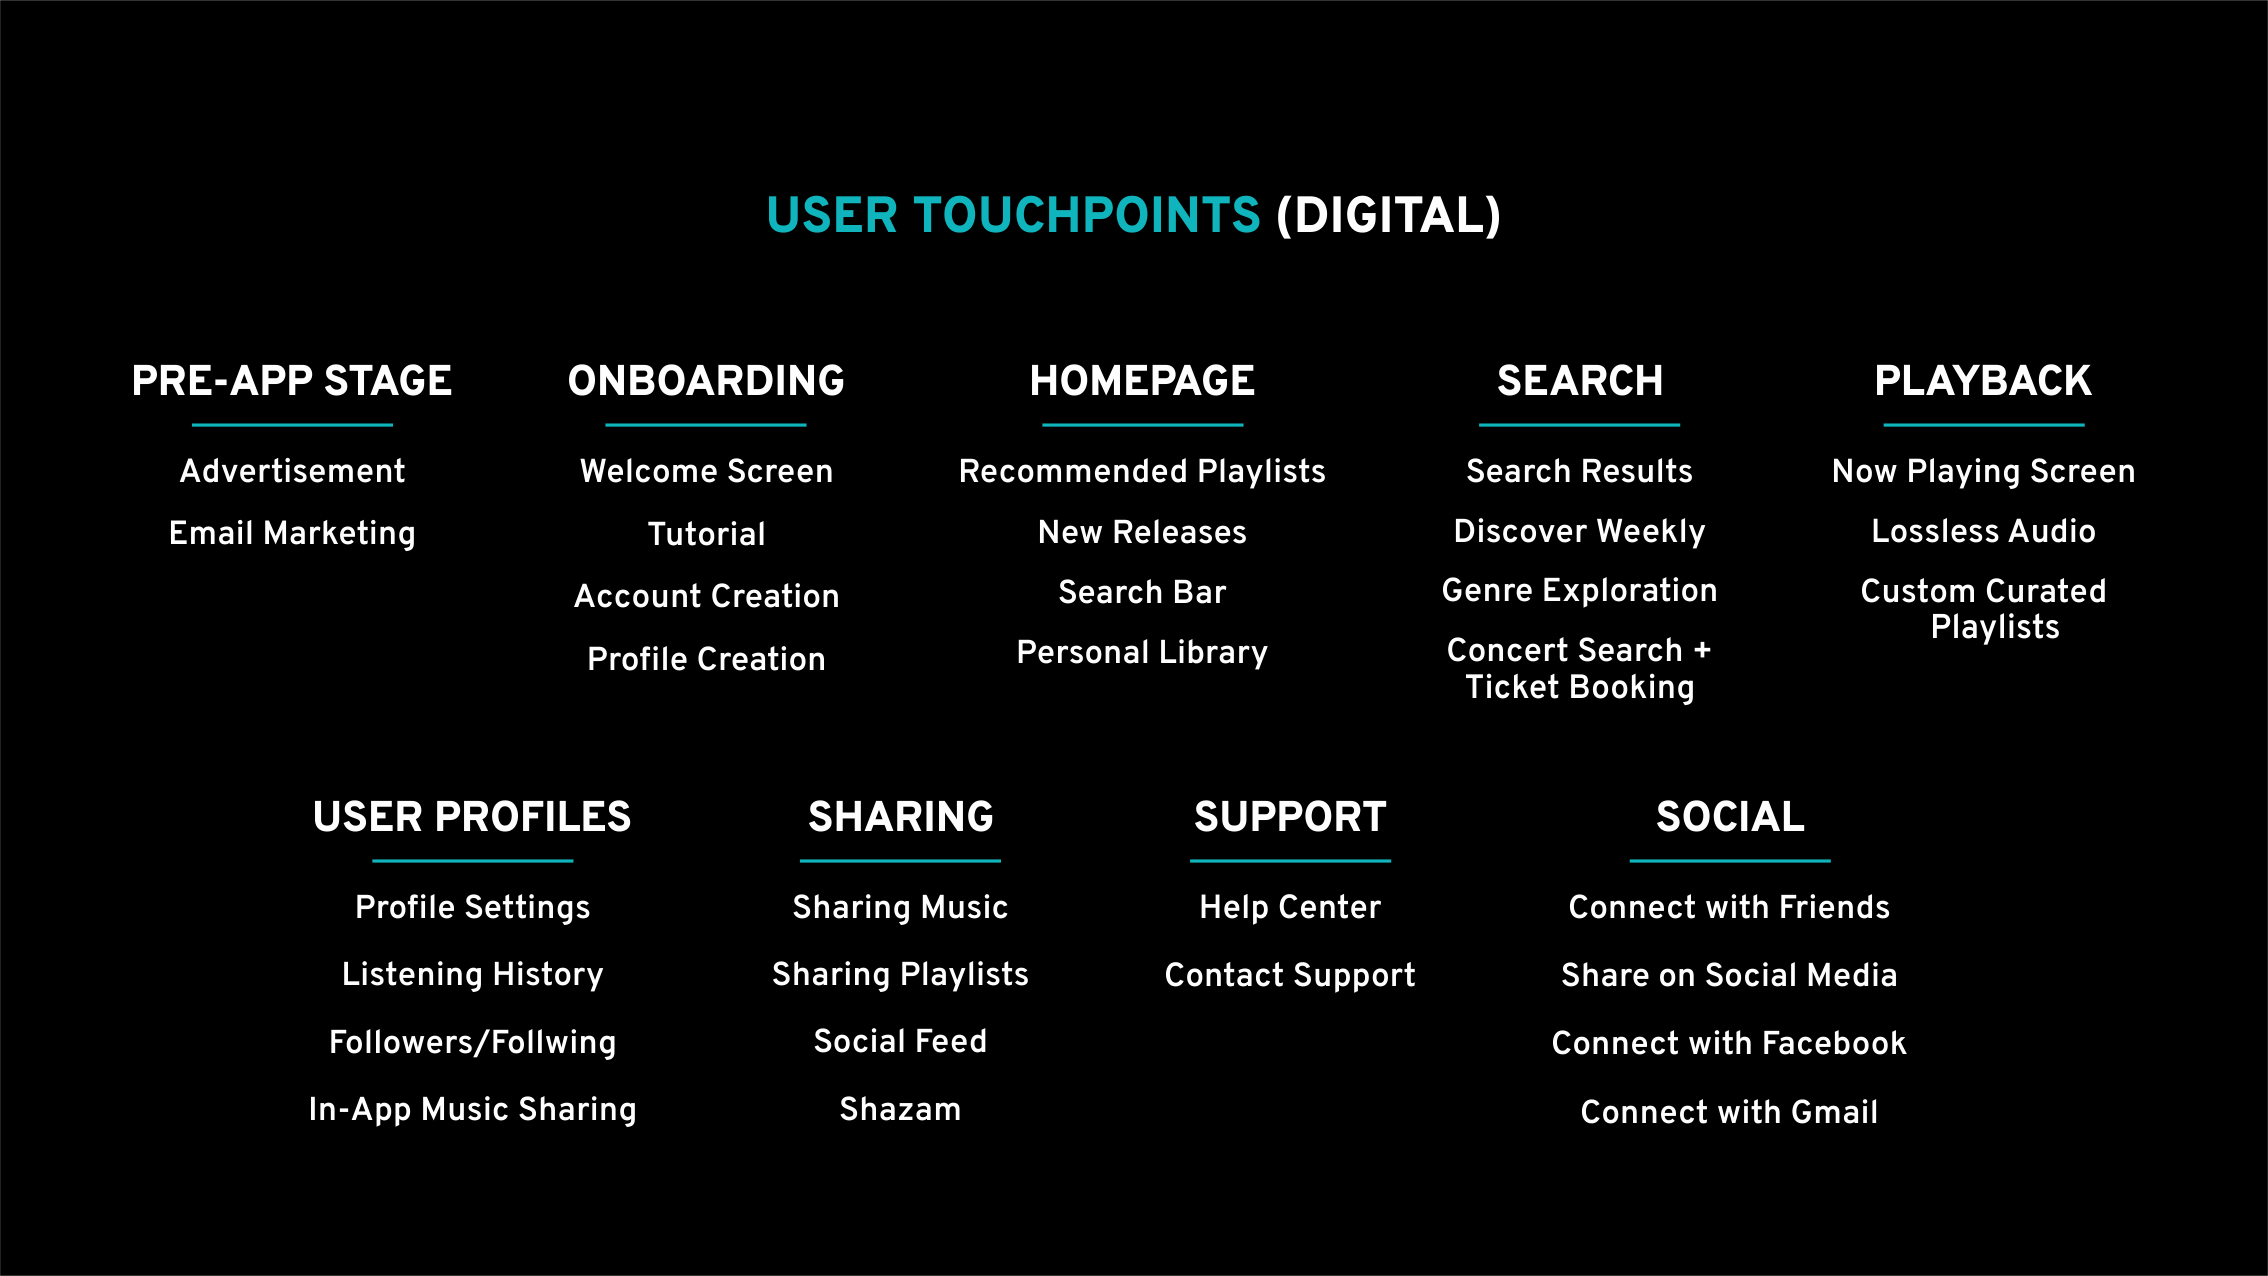 USER TOUCHPOINTS (DIGITAL)
PRE-APP STAGE
Advertisement
Email Marketing
ONBOARDING
Welcome Screen
Tutorial
Account Creation
Profile Creation
HOMEPAGE
Recommended Playlists
New Releases
Search Bar
Personal Library
SEARCH
Search Results
Discover Weekly
Genre Exploration
Concert Search +
Ticket Booking
PLAYBACK
Now Playing Screen
Lossless Audio
Custom Curated
Playlists
USER PROFILES
Profile Settings
Listening History
Followers/Follwing
In-App Music Sharing
SHARING
Sharing Music
Sharing Playlists
Social Feed
Shazam
SUPPORT
Help Center
Contact Support
SOCIAL
Connect with Friends
Share on Social Media
Connect with Facebook
Connect with Gmail